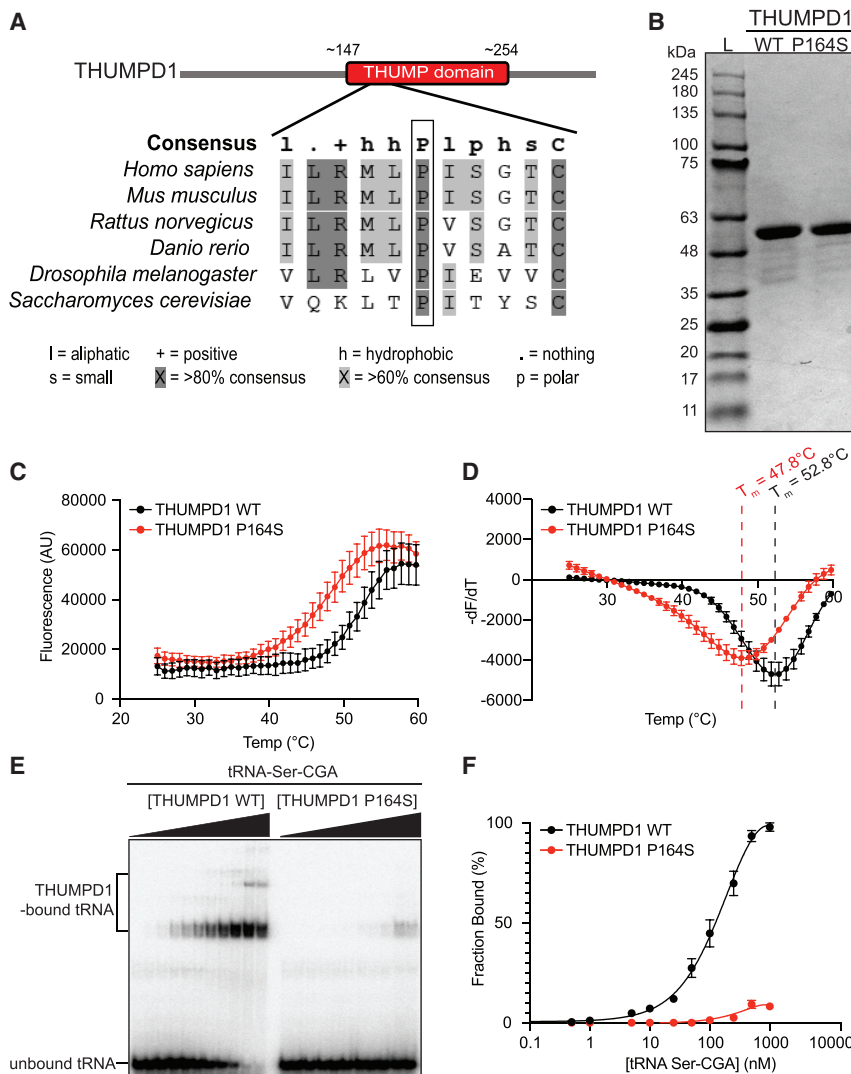 A
~147
~254
THUMPD1
THUMP domain
Consensus l . + h h P l p h s C
Homo sapiens I L R M L P I S G T C
Mus musculus I L R M L P I S G T C
Rattus norvegicus I L R M L P V S G T C
Danio rerio I L R M L P V S A T C
Drosophila melanogaster V L R L V P I E V V C
Saccharomyces cerevisiae V Q K L T P I T Y S C
l = aliphatic + = positive h = hydrophobic . = nothing
s = small X = >80% consensus X = >60% consensus p = polar
B
THUMPD1
kDa L WT P164S
245
180
135
100
75
63
48
35
25
20
17
11
C
THUMPD1 WT
THUMPD1 P164S
Fluorescence (AU)
80000
60000
40000
20000
0
20 30 40 50 60
Temp (°C)
D
Tm = 47.8°C
Tm = 52.8°C
THUMPD1 WT
THUMPD1 P164S
-dF/dT
4000
2000
0
-2000
-4000
-6000
30 40 50 60
Temp (°C)
E
tRNA-Ser-CGA
[THUMPD1 WT] [THUMPD1 P164S]
THUMPD1
-bound tRNA
unbound tRNA
F
THUMPD1 WT
THUMPD1 P164S
Fraction Bound (%)
100
50
0
0.1 1 10 100 1000 10000
[tRNA Ser-CGA] (nM)